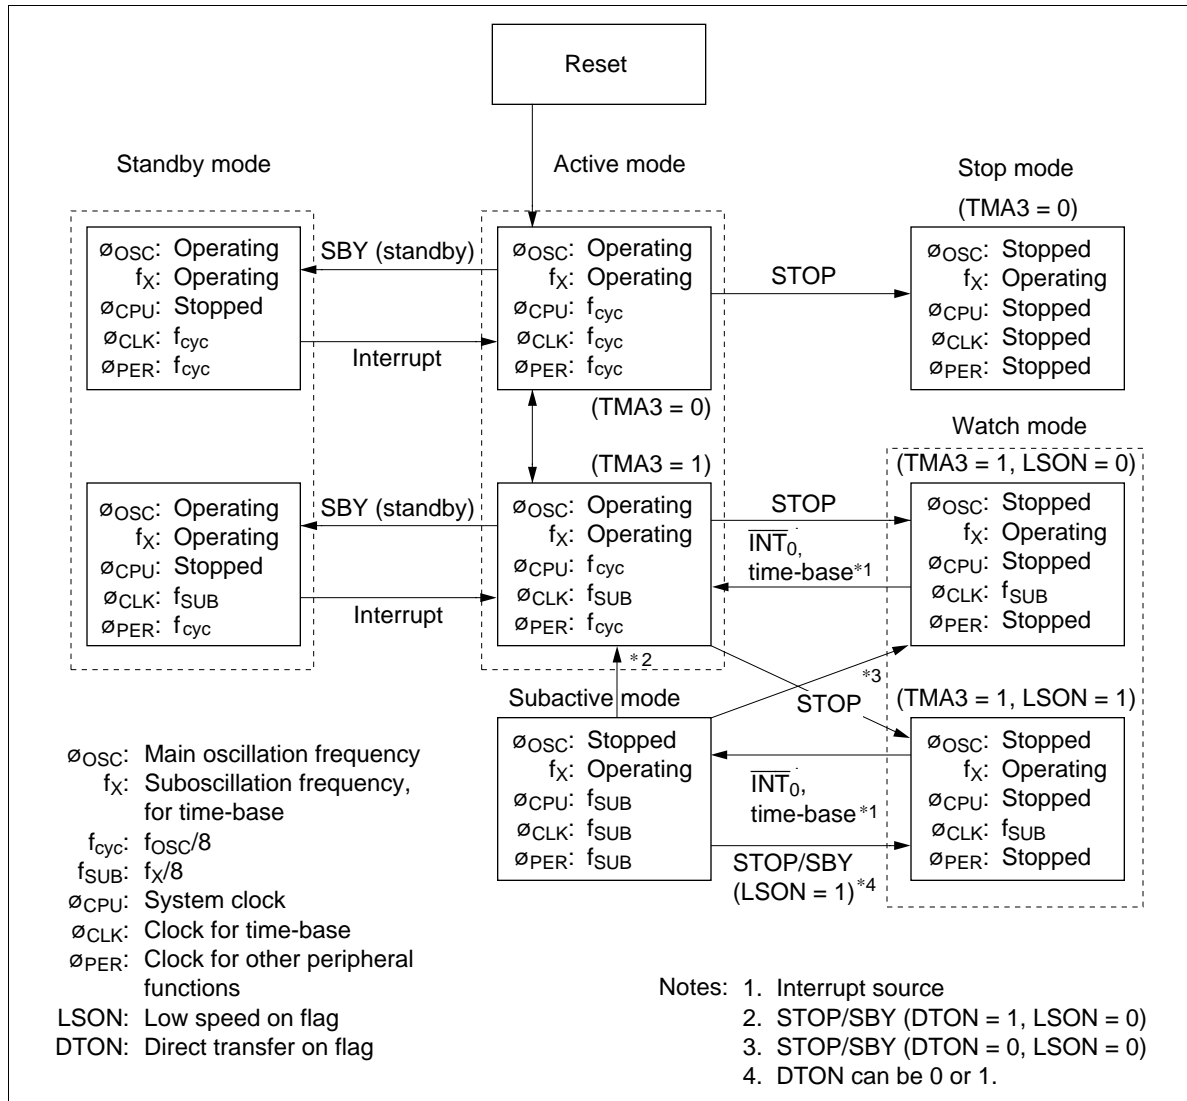 Reset
Standby mode
Active mode
Stop mode
(TMA3 = 0)
øOSC: Operating
fX: Operating
øCPU: Stopped
øCLK: fcyc
øPER: fcyc
SBY (standby)
Interrupt
øOSC: Operating
fX: Operating
øCPU: fcyc
øCLK: fcyc
øPER: fcyc
(TMA3 = 0)
STOP
øOSC: Stopped
fX: Operating
øCPU: Stopped
øCLK: Stopped
øPER: Stopped
Watch mode
(TMA3 = 1)
(TMA3 = 1, LSON = 0)
øOSC: Operating
fX: Operating
øCPU: Stopped
øCLK: fSUB
øPER: fcyc
SBY (standby)
Interrupt
øOSC: Operating
fX: Operating
øCPU: fcyc
øCLK: fSUB
øPER: fcyc
STOP
INT0,
time-base*1
øOSC: Stopped
fX: Operating
øCPU: Stopped
øCLK: fSUB
øPER: Stopped
*2
*3
Subactive mode
STOP
(TMA3 = 1, LSON = 1)
øOSC: Stopped
fX: Operating
øCPU: fSUB
øCLK: fSUB
øPER: fSUB
INT0,
time-base*1
STOP/SBY
(LSON = 1)*4
øOSC: Stopped
fX: Operating
øCPU: Stopped
øCLK: fSUB
øPER: Stopped
øOSC: Main oscillation frequency
fX: Suboscillation frequency,
for time-base
fcyc: fOSC/8
fSUB: fX/8
øCPU: System clock
øCLK: Clock for time-base
øPER: Clock for other peripheral
functions
LSON: Low speed on flag
DTON: Direct transfer on flag
Notes: 1. Interrupt source
2. STOP/SBY (DTON = 1, LSON = 0)
3. STOP/SBY (DTON = 0, LSON = 0)
4. DTON can be 0 or 1.